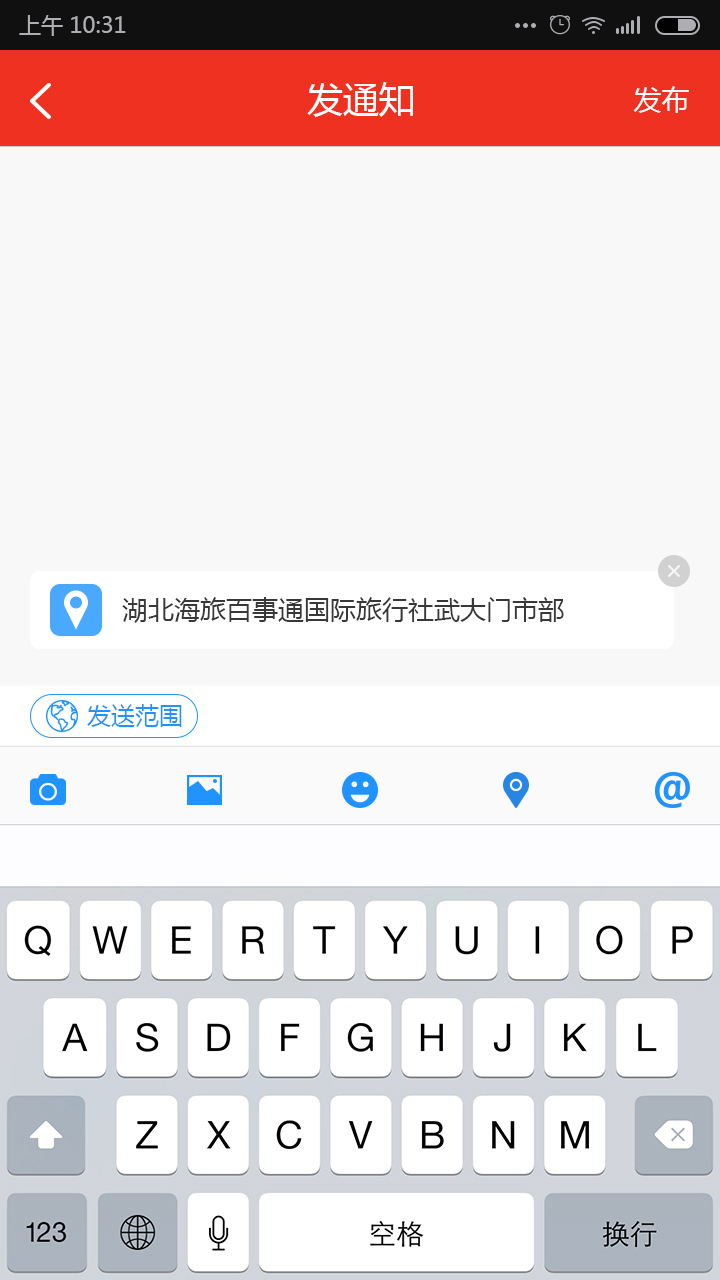 上午 10:31
发通知
发布
湖北海旅百事通国际旅行社武大门市部
发送范围
@
Q W E R T Y U I O P
A S D F G H J K L
Z X C V B N M
123 空格 换行